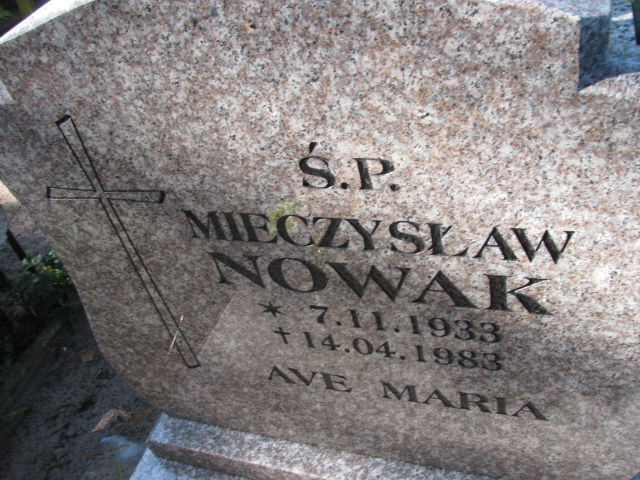 Ś.P.
MIECZYSŁAW
NOWAK
* 7.11.1933
† 14.04.1983
AVE MARIA